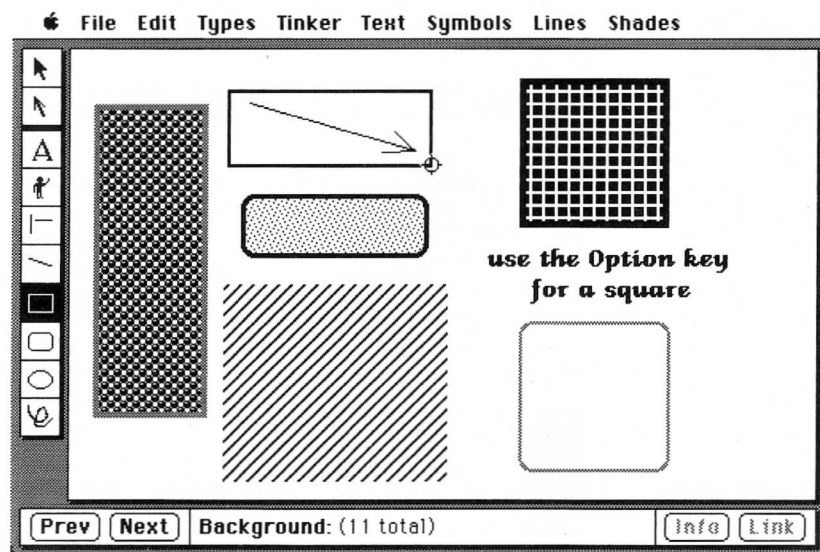 File Edit Types Tinker Text Symbols Lines Shades
A
use the Option key
for a square
Prev Next Background: (11 total) Info Link